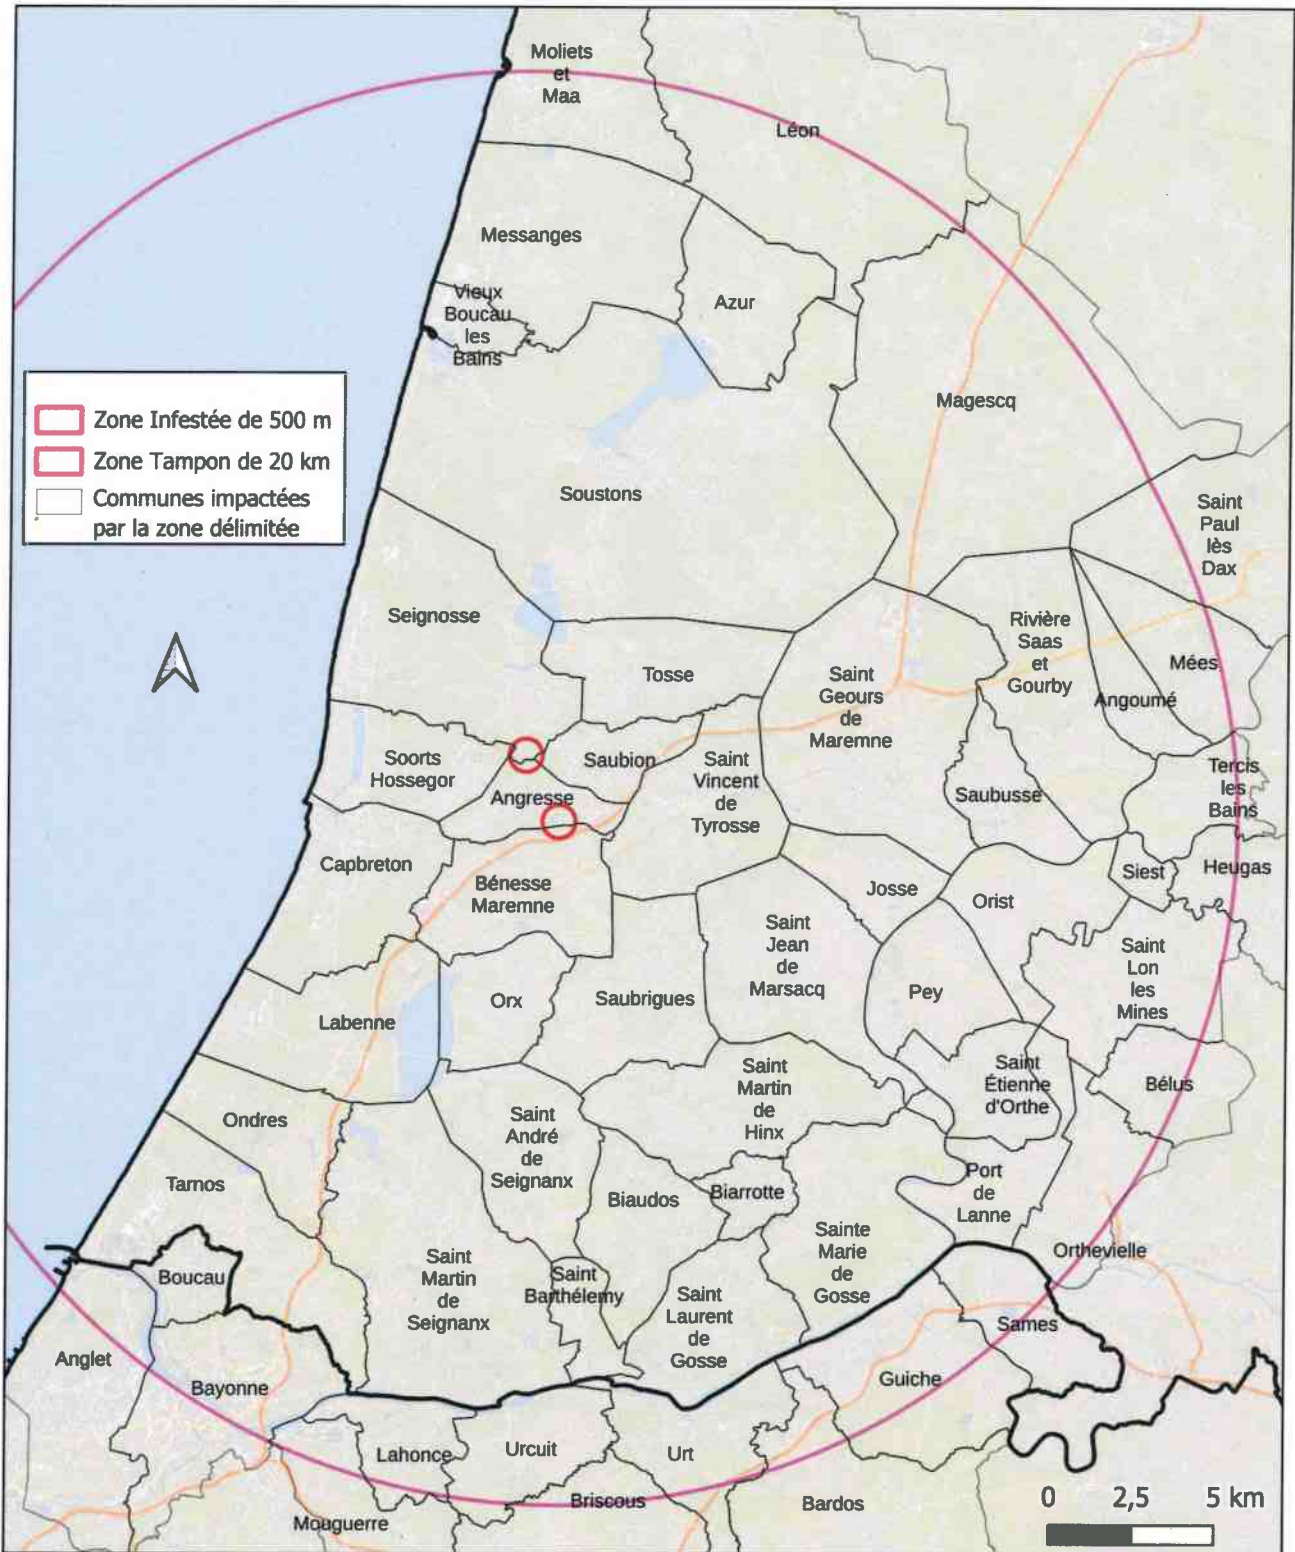 Moliets
et
Maa
Léon
Messanges
Vieux
Boucau
les
Bains
Azur
Zone Infestée de 500 m
Zone Tampon de 20 km
Communes impactées
par la zone délimitée
Magescq
Soustons
Saint
Paul
lès
Dax
Seignosse
Tosse
Saint
Geours
de
Maremne
Rivière
Saas
et
Gourby
Angoumé
Mées
Soorts
Hossegor
Saubion
Angresse
Saint
Vincent
de
Tyrosse
Saubusse
Tercis
les
Bains
Capbreton
Bénesse
Maremne
Josse
Orist
Siest
Heugas
Saint
Jean
de
Marsacq
Saint
Lon
les
Mines
Labenne
Orx
Saubrigues
Pey
Saint
Martin
de
Hinx
Saint
Étienne
d'Orthe
Bélus
Ondres
Saint
André
de
Seignanx
Tarnos
Biaudos
Biarrotte
Port
de
Lanne
Boucau
Saint
Martin
de
Seignanx
Saint
Barthélemy
Saint
Laurent
de
Gosse
Sainte
Marie
de
Gosse
Orthevielle
Sames
Anglet
Bayonne
Guiche
Lahonce
Urcuit
Urt
Briscous
Bardos
Mouguerre
0 2,5 5 km